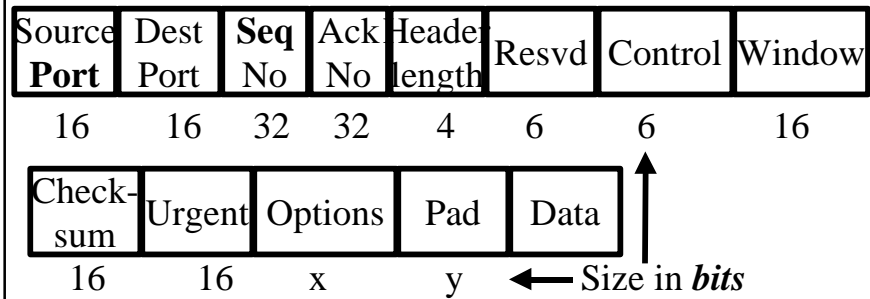 Source Dest Seq Ack Header Resvd Control Window
Port Port No No length
16 16 32 32 4 6 6 16
Check- Urgent Options Pad Data
sum
16 16 x y Size in bits